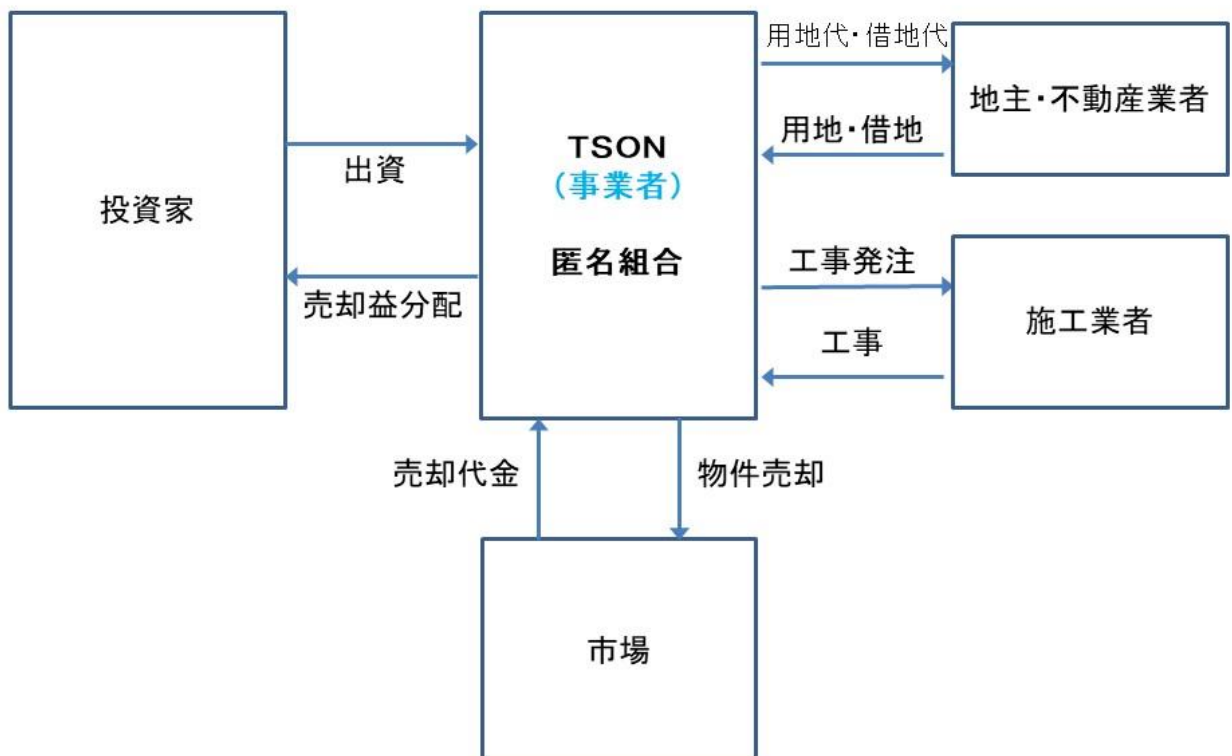 投資家
出資
売却益分配
TSON
（事業者）
匿名組合
用地代・借地代
用地・借地
地主・不動産業者
工事発注
工事
施工業者
売却代金
物件売却
市場